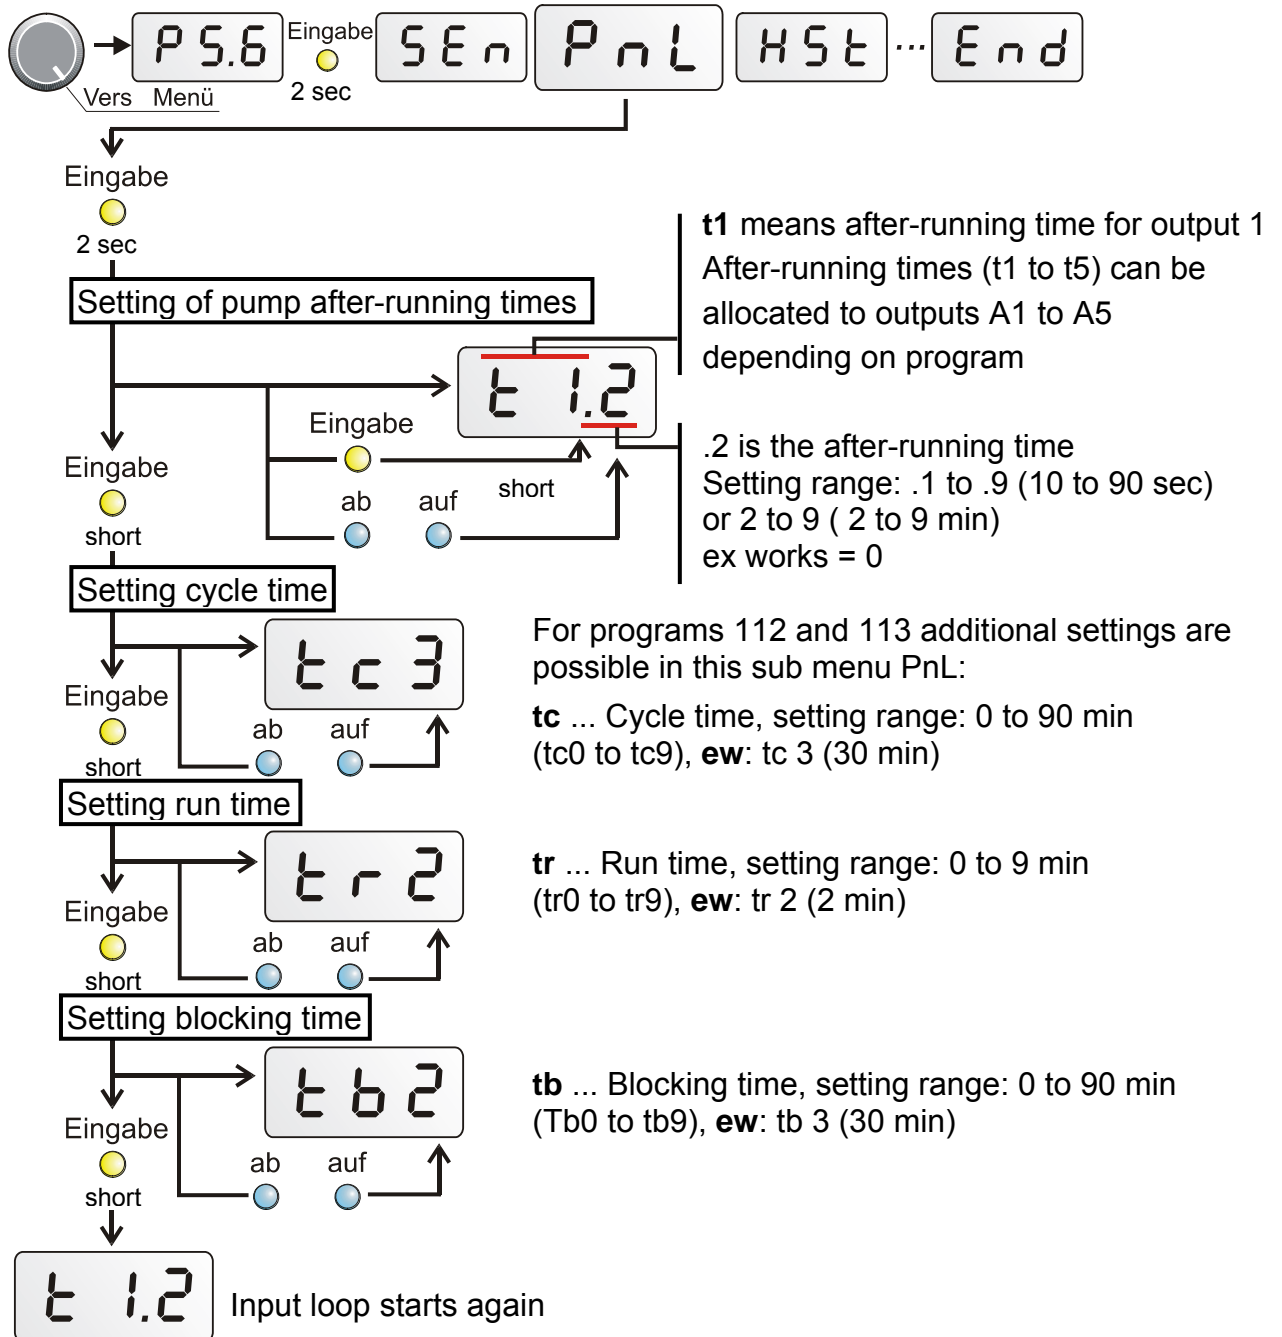 P 5.6 Eingabe SEn PnL HSt ... End
Vers Menü 2 sec
Eingabe
2 sec
t1 means after-running time for output 1
After-running times (t1 to t5) can be
allocated to outputs A1 to A5
depending on program
Setting of pump after-running times
t 1.2
Eingabe
short
ab auf
.2 is the after-running time
Setting range: .1 to .9 (10 to 90 sec)
or 2 to 9 ( 2 to 9 min)
ex works = 0
Eingabe
short
Setting cycle time
tc3
ab auf
For programs 112 and 113 additional settings are
possible in this sub menu PnL:
tc ... Cycle time, setting range: 0 to 90 min
(tc0 to tc9), ew: tc 3 (30 min)
Eingabe
short
Setting run time
tr2
ab auf
tr ... Run time, setting range: 0 to 9 min
(tr0 to tr9), ew: tr 2 (2 min)
Eingabe
short
Setting blocking time
tb2
ab auf
tb ... Blocking time, setting range: 0 to 90 min
(Tb0 to tb9), ew: tb 3 (30 min)
Eingabe
short
t 1.2
Input loop starts again